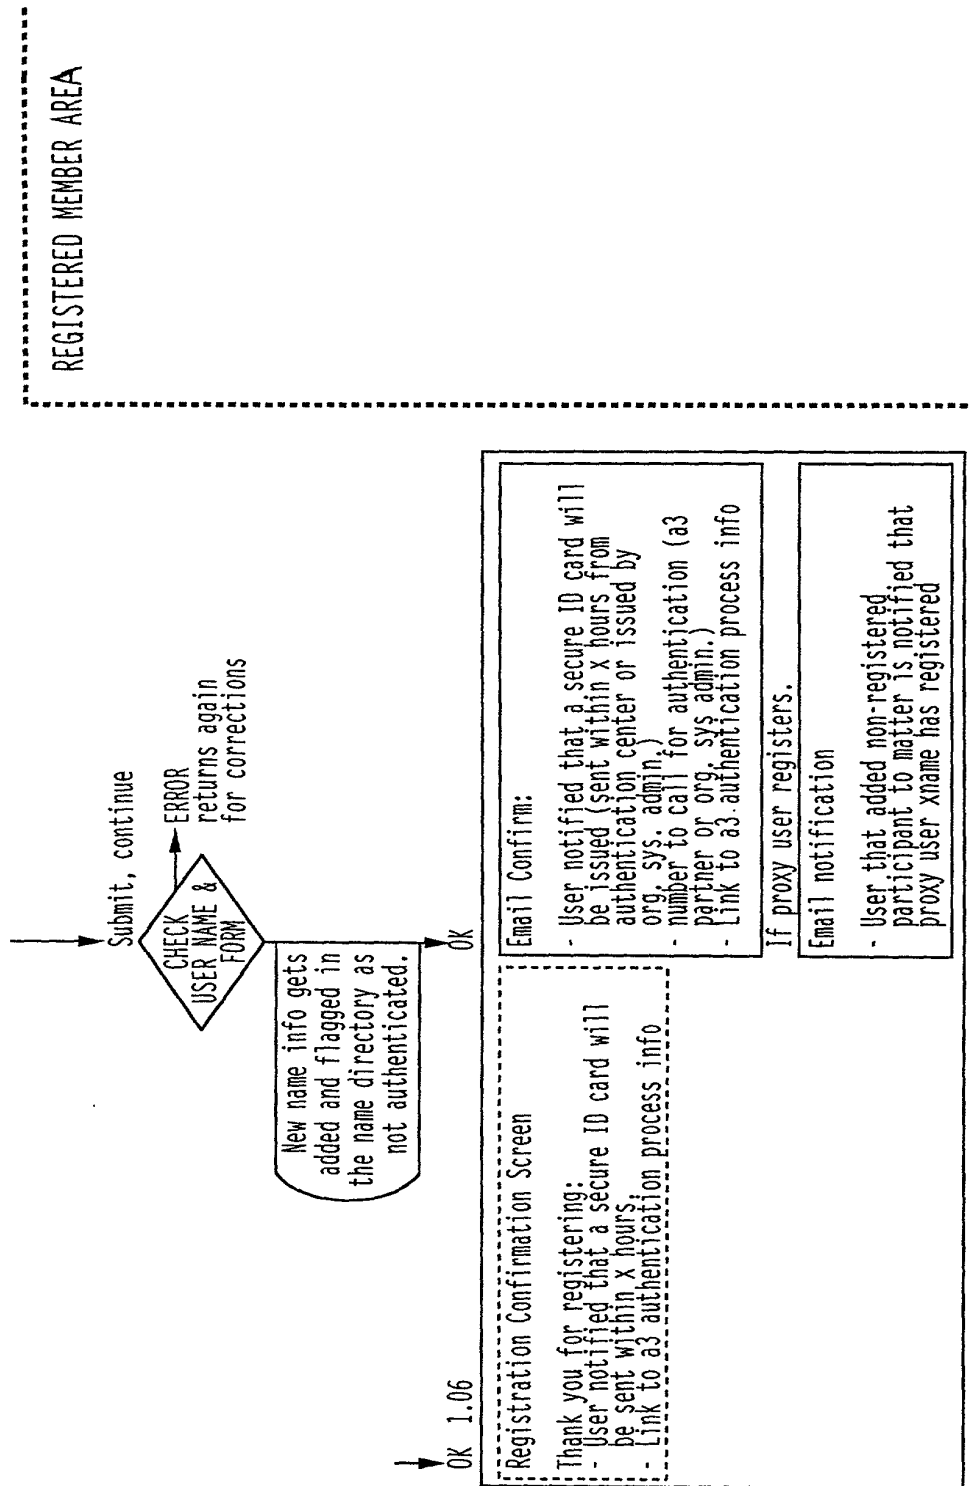 REGISTERED MEMBER AREA
Submit, continue
CHECK
USER NAME &
FORM
ERROR
returns again
for corrections
New name info gets
added and flagged in
the name directory as
not authenticated.
OK
OK 1.06
Registration Confirmation Screen
Thank you for registering:
- User notified that a secure ID card will
be sent within X hours.
- Link to a3 authentication process info
Email Confirm:
- User notified that a secure ID card will
be issued (sent within x hours from
authentication center or issued by
org. sys. admin.)
- number to call for authentication (a3
partner or org. sys admin.)
- Link to a3 authentication process info
If proxy user registers.
Email notification
- User that added non-registered
participant to matter is notified that
proxy user xname has registered